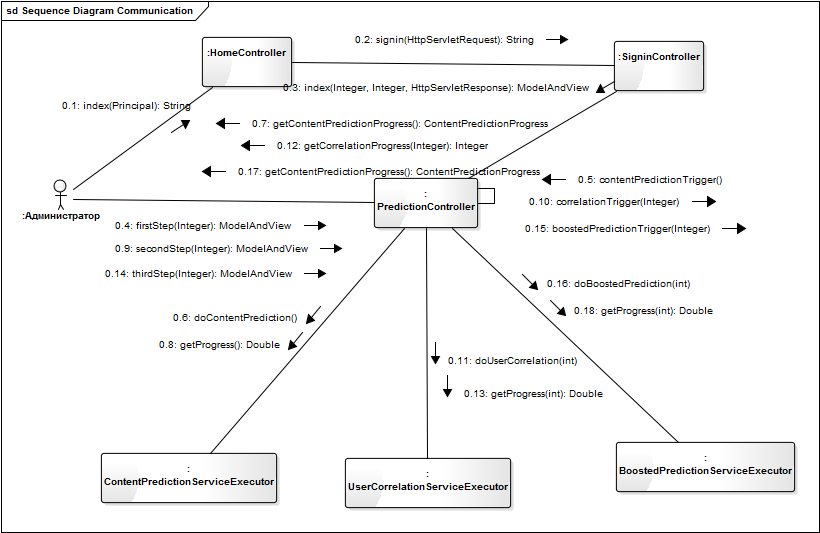 sd Sequence Diagram Communication
:HomeController
0.2: signin(HttpServletRequest): String
:SigninController
0.3: index(Integer, Integer, HttpServletResponse): ModelAndView
0.1: index(Principal): String
0.7: getContentPredictionProgress(): ContentPredictionProgress
0.12: getCorrelationProgress(Integer): Integer
0.17: getContentPredictionProgress(): ContentPredictionProgress
0.5: contentPredictionTrigger()
:Администратор
:
PredictionController
0.10: correlationTrigger(Integer)
0.4: firstStep(Integer): ModelAndView
0.15: boostedPredictionTrigger(Integer)
0.9: secondStep(Integer): ModelAndView
0.14: thirdStep(Integer): ModelAndView
0.16: doBoostedPrediction(int)
0.18: getProgress(int): Double
0.6: doContentPrediction()
0.8: getProgress(): Double
0.11: doUserCorrelation(int)
0.13: getProgress(int): Double
:
ContentPredictionServiceExecutor
:
UserCorrelationServiceExecutor
:
BoostedPredictionServiceExecutor